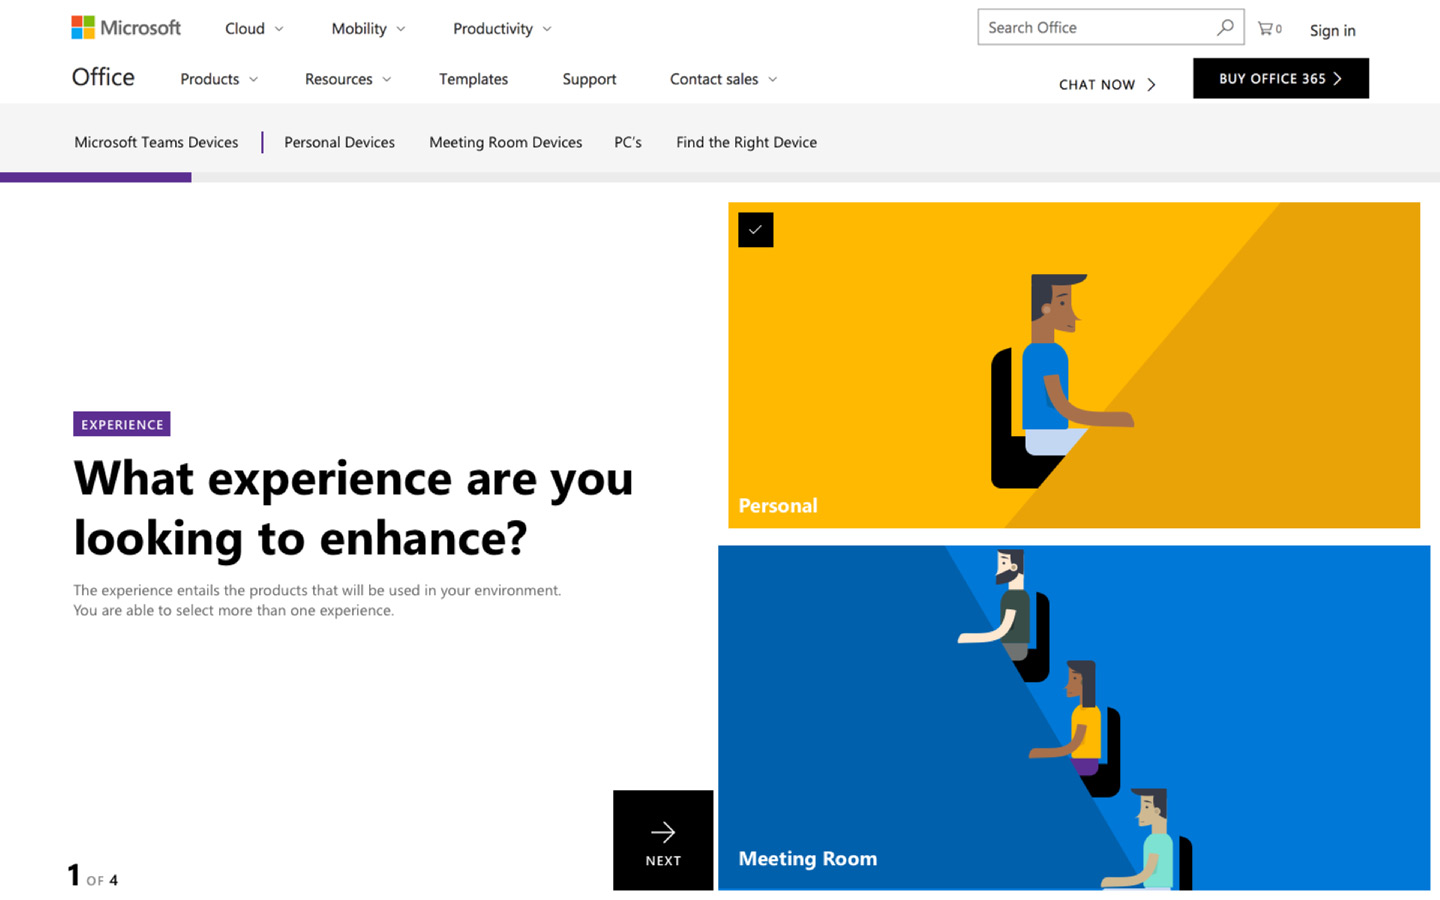 Microsoft Cloud Mobility Productivity Search Office 0 Sign in
Office Products Resources Templates Support Contact sales CHAT NOW BUY OFFICE 365
Microsoft Teams Devices Personal Devices Meeting Room Devices PC's Find the Right Device
EXPERIENCE
What experience are you
looking to enhance?
The experience entails the products that will be used in your environment.
You are able to select more than one experience.
Personal
Meeting Room
NEXT
1 OF 4